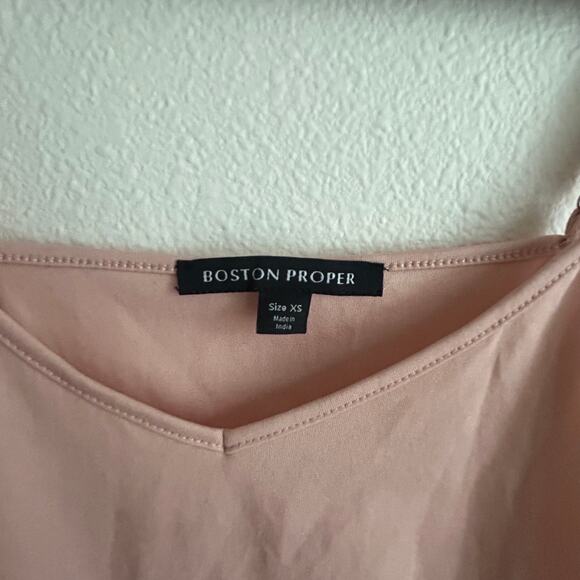 BOSTON PROPER
Size XS
Made in
India